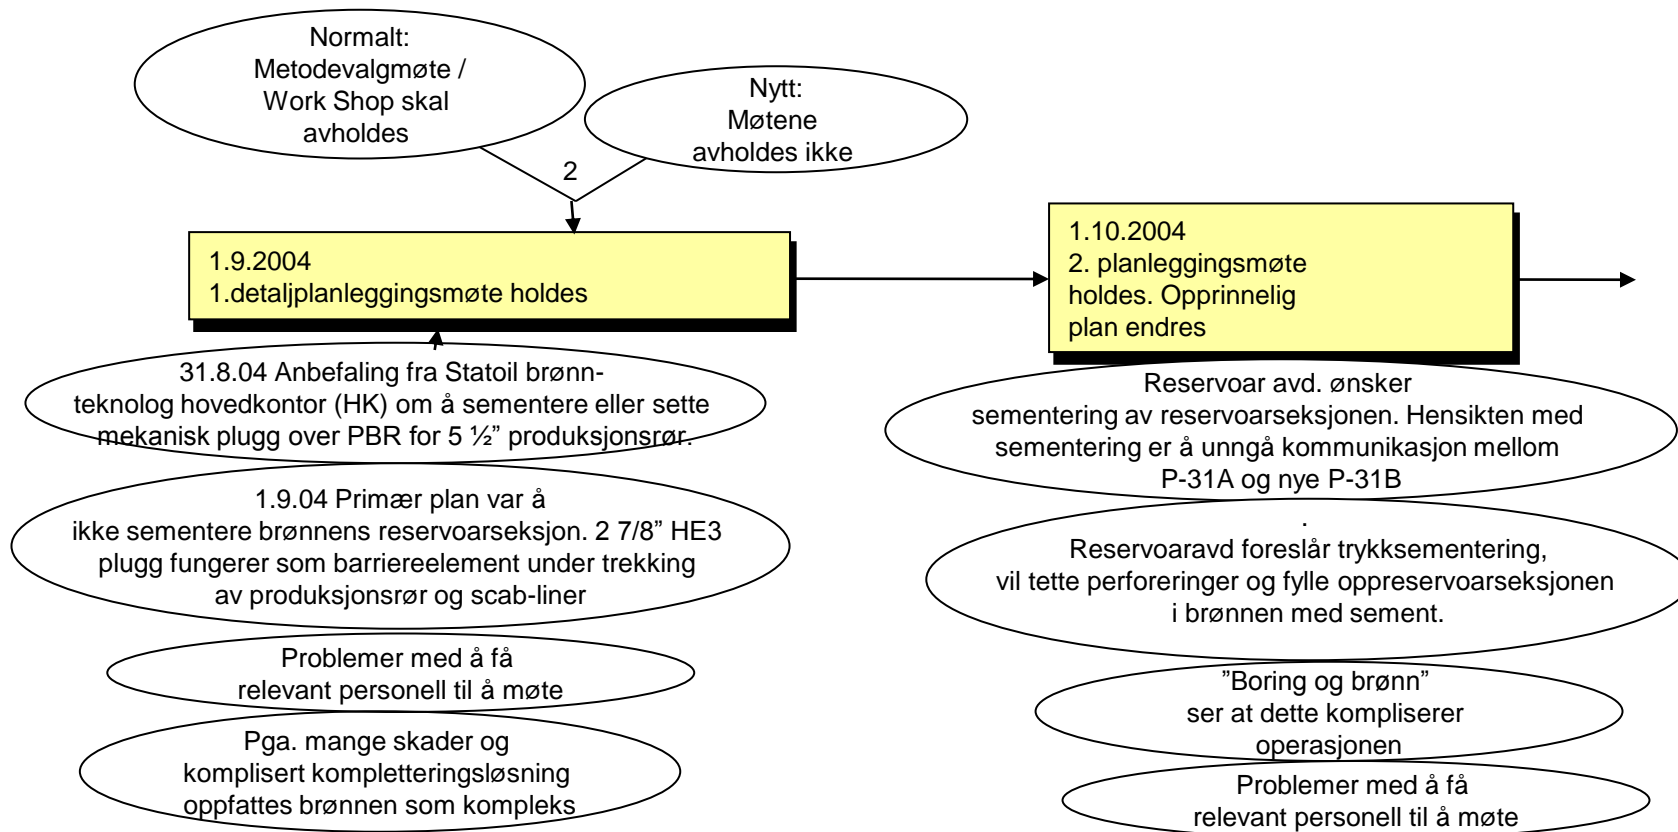 Normalt:
Metodevalgmøte /
Work Shop skal
avholdes
Nytt:
Møtene
avholdes ikke
2
1.9.2004
1.detaljplanleggingsmøte holdes
1.10.2004
2. planleggingsmøte
holdes. Opprinnelig
plan endres
31.8.04 Anbefaling fra Statoil brønn-
teknolog hovedkontor (HK) om å sementere eller sette
mekanisk plugg over PBR for 5 ½” produksjonsrør.
1.9.04 Primær plan var å
ikke sementere brønnens reservoarseksjon. 2 7/8” HE3
plugg fungerer som barriereelement under trekking
av produksjonsrør og scab-liner
Problemer med å få
relevant personell til å møte
Pga. mange skader og
komplisert kompletteringsløsning
oppfattes brønnen som kompleks
Reservoar avd. ønsker
sementering av reservoarseksjonen. Hensikten med
sementering er å unngå kommunikasjon mellom
P-31A og nye P-31B
.
Reservoaravd foreslår trykksementering,
vil tette perforeringer og fylle oppreservoarseksjonen
i brønnen med sement.
”Boring og brønn”
ser at dette kompliserer
operasjonen
Problemer med å få
relevant personell til å møte